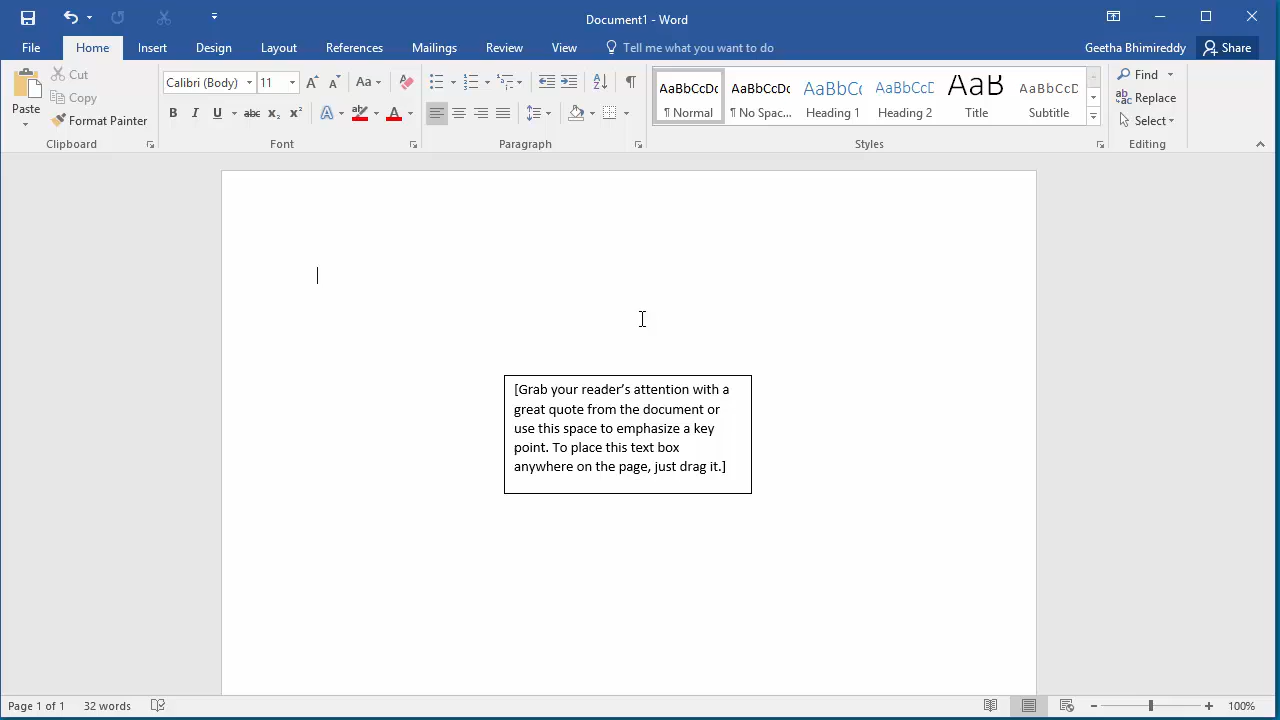 Document1 - Word
File Home Insert Design Layout References Mailings Review View Tell me what you want to do Geetha Bhimireddy Share
Paste
Cut
Copy
Format Painter
Clipboard
Calibri (Body) 11 Aa
B I U abc x₂ x² A A
Font
Paragraph
AaBbCcDc AaBbCcDc AaBbCc AaBbCcD AaB AaBbCcD
¶ Normal ¶ No Spac... Heading 1 Heading 2 Title Subtitle
Styles
Find
Replace
Select
Editing
[Grab your reader’s attention with a
great quote from the document or
use this space to emphasize a key
point. To place this text box
anywhere on the page, just drag it.]
Page 1 of 1 32 words 100%